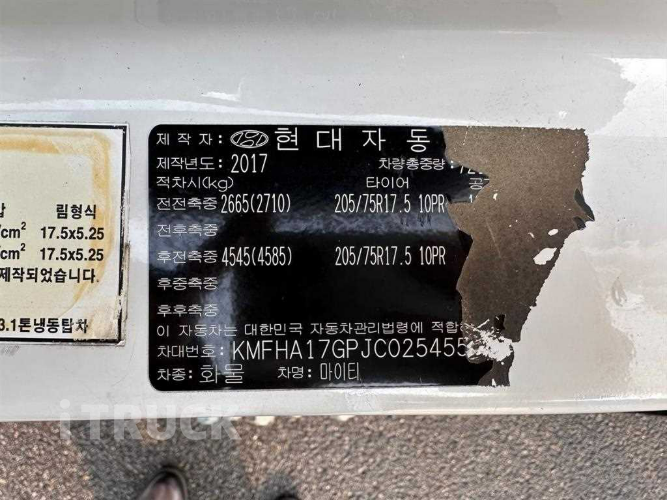 제 작 자: 현 대 자 동
제작년도: 2017 차량총중량:
적차시(kg) 타이어
전전축중 2665(2710) 205/75R17.5 10PR
전후축중
후전축중 4545(4585) 205/75R17.5 10PR
후후축중
이 자동차는 대한민국 자동차관리법령에 적합
차대번호: KMFHA17GPJC025455
차종: 화물 차명: 마이티
압 림형식
/cm² 17.5x5.25
/cm² 17.5x5.25
제작되었습니다.
3.1톤냉동탑차
iTRUCK